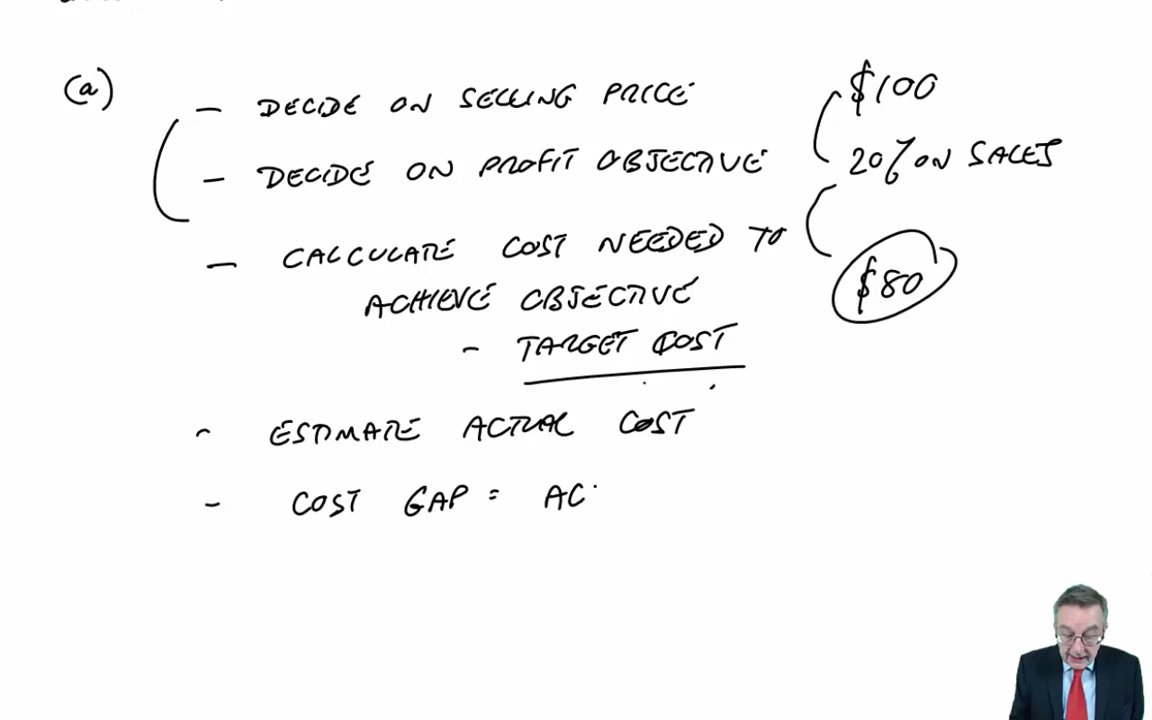 (a)
- DECIDE ON SELLING PRICE $100
- DECIDE ON PROFIT OBJECTIVE 20% ON SALES
- CALCULATE COST NEEDED TO
ACHIEVE OBJECTIVE $80
- TARGET COST
- ESTIMATE ACTUAL COST
- COST GAP = AC